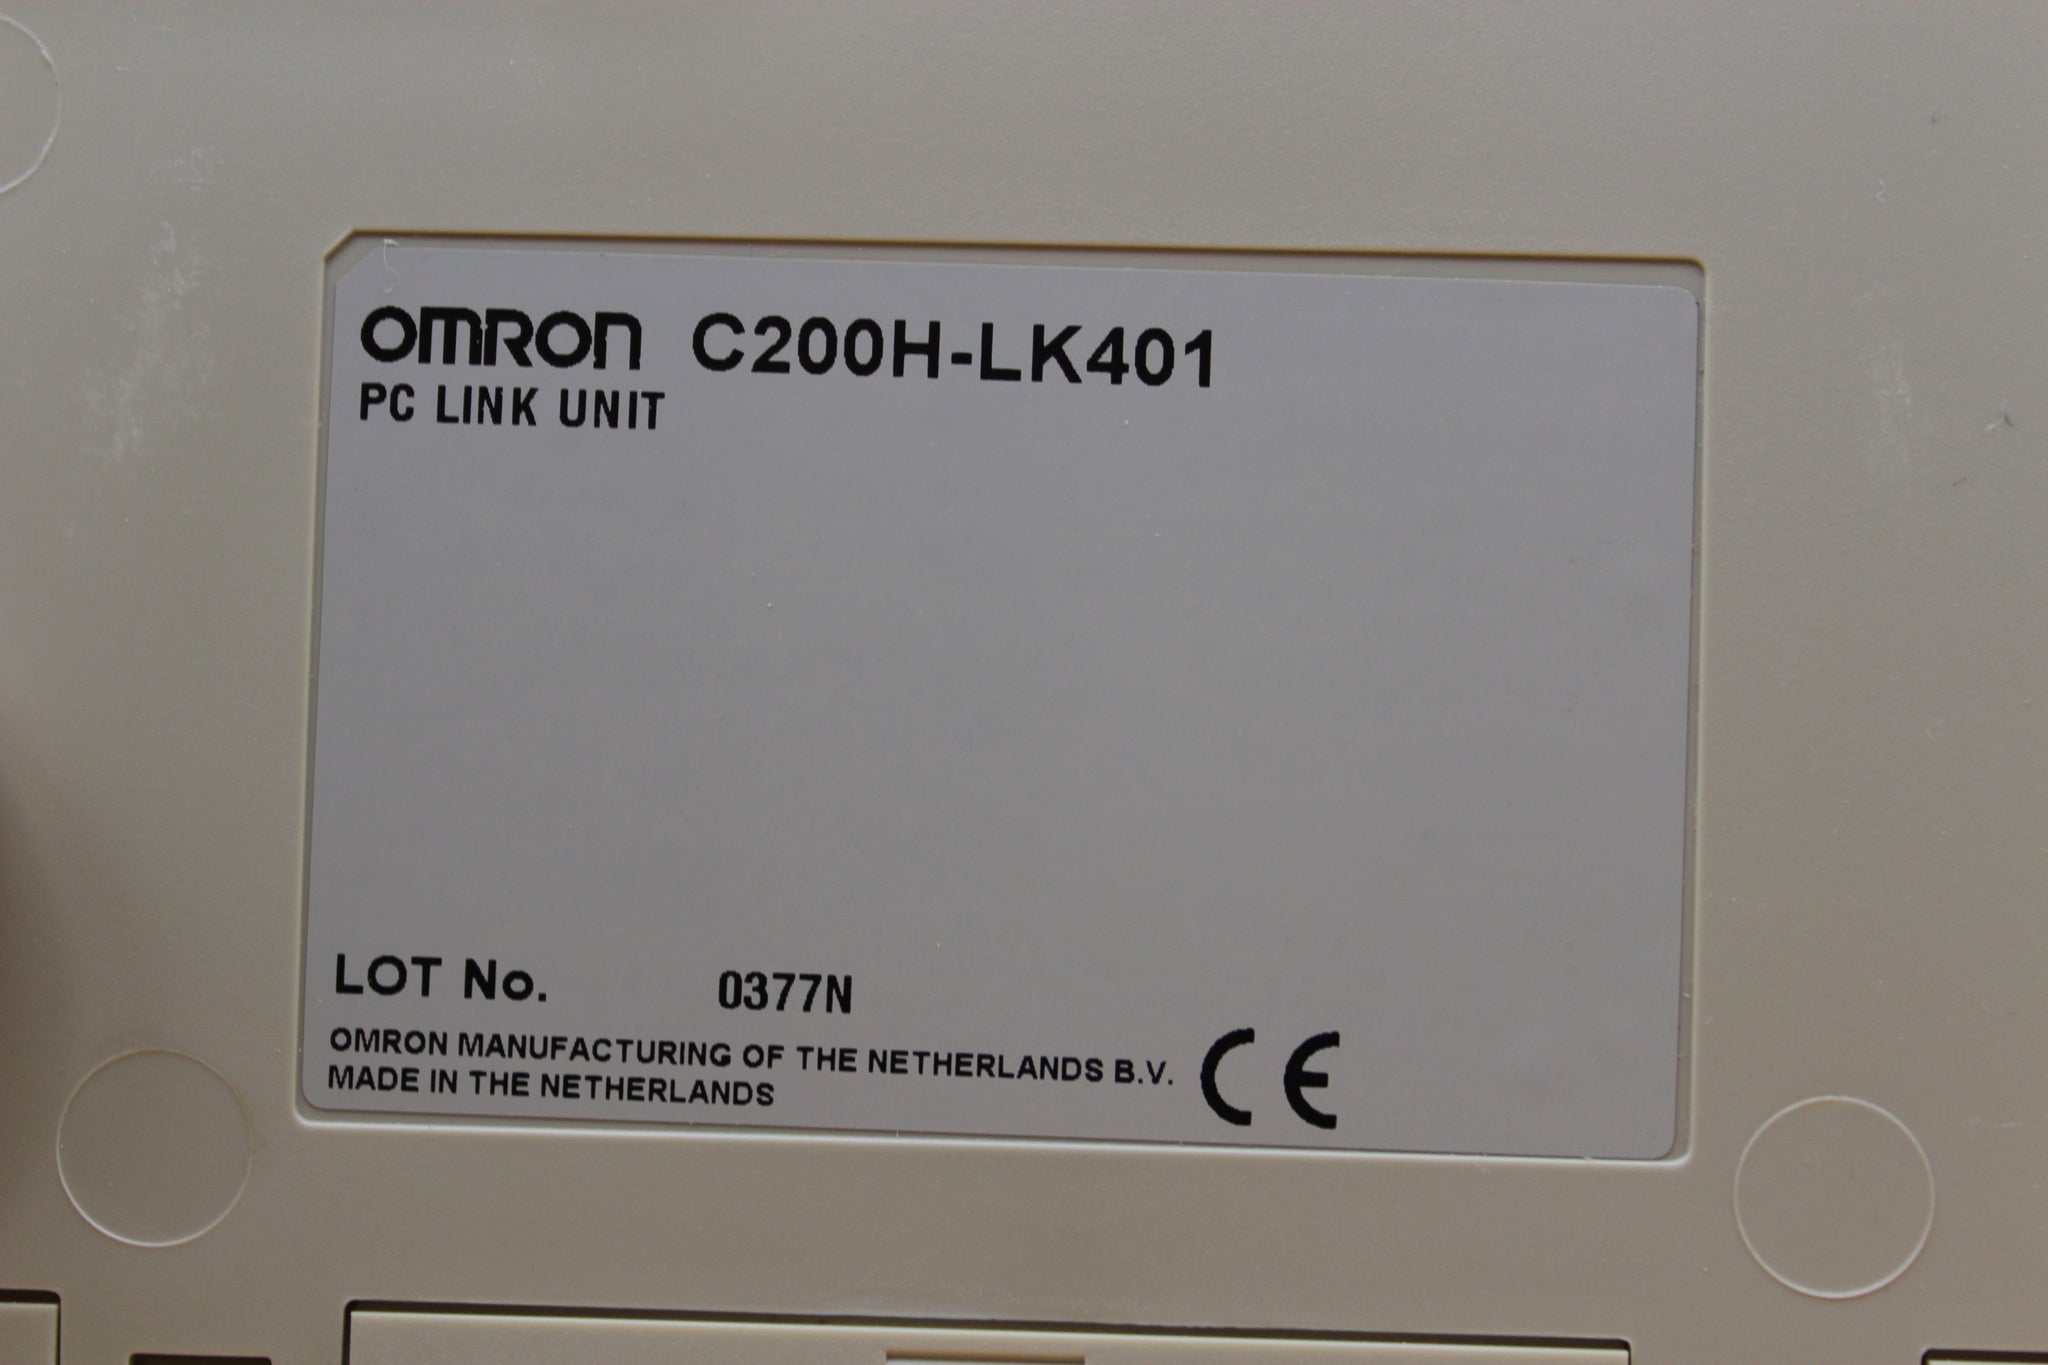 OMRON C200H-LK401
PC LINK UNIT
LOT No. 0377N
OMRON MANUFACTURING OF THE NETHERLANDS B.V.
MADE IN THE NETHERLANDS
CE